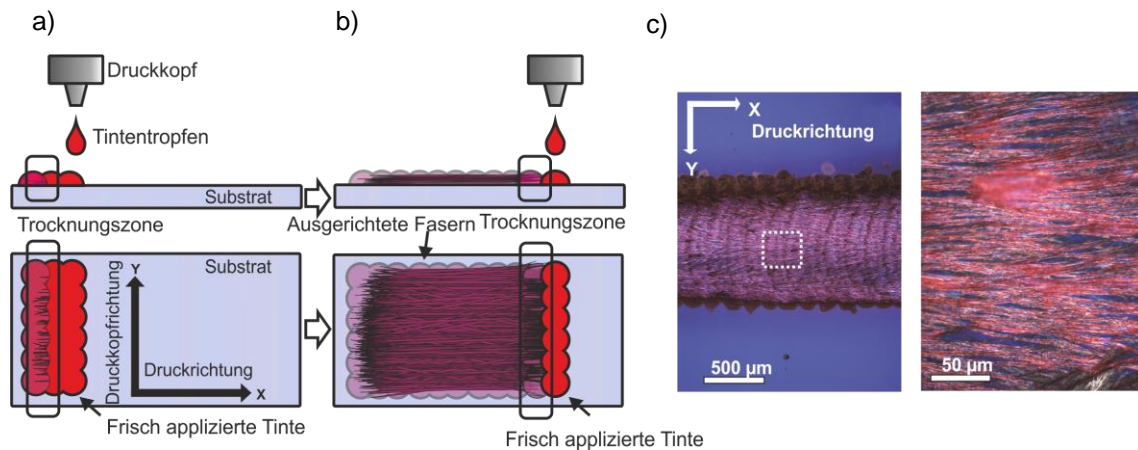 a)
b)
c)
Druckkopf
Tintentropfen
Substrat
Trocknungszone
Ausgerichtete Fasern
Trocknungszone
Substrat
Y
Druckkopfrichtung
Druckrichtung
X
Frisch applizierte Tinte
Frisch applizierte Tinte
X
Druckrichtung
Y
500 µm
50 µm